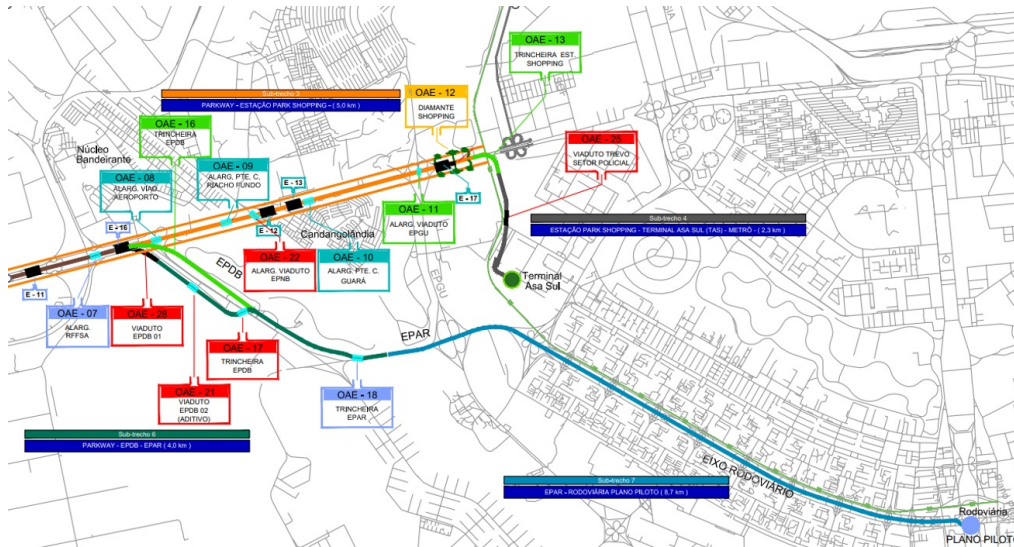 OAE - 13
TRINCHEIRA EST.
SHOPPING
Sub-trecho 3
PARKWAY - ESTAÇÃO PARK SHOPPING - ( 5,0 km )
OAE - 12
DIAMANTE
SHOPPING
OAE - 16
TRINCHEIRA
EPDB
OAE - 25
VIADUTO TREVO
SETOR POLICIAL
Núcleo
Bandeirante
OAE - 09
ALARG. PTE. C.
RIACHO FUNDO
OAE - 08
ALARG. VIAD.
AEROPORTO
E - 13
E - 17
E - 16
E - 12
OAE - 11
ALARG. VIADUTO
EPGU
Sub-trecho 4
ESTAÇÃO PARK SHOPPING - TERMINAL ASA SUL (TAS) - METRÔ - ( 2,3 km )
Candangolândia
OAE - 22
ALARG. VIADUTO
EPNB
OAE - 10
ALARG. PTE. C.
GUARÁ
EPDB
EPGU
Terminal
Asa Sul
E - 11
OAE - 07
ALARG.
RFFSA
OAE - 28
VIADUTO
EPDB 01
EPAR
OAE - 17
TRINCHEIRA
EPDB
OAE - 21
VIADUTO
EPDB 02
(ADITIVO)
OAE - 18
TRINCHEIRA
EPAR
Sub-trecho 6
PARKWAY - EPDB - EPAR ( 4,0 km )
EIXO RODOVIÁRIO
Sub-trecho 7
EPAR - RODOVIÁRIA PLANO PILOTO ( 8,7 km )
Rodoviária
PLANO PILOTO